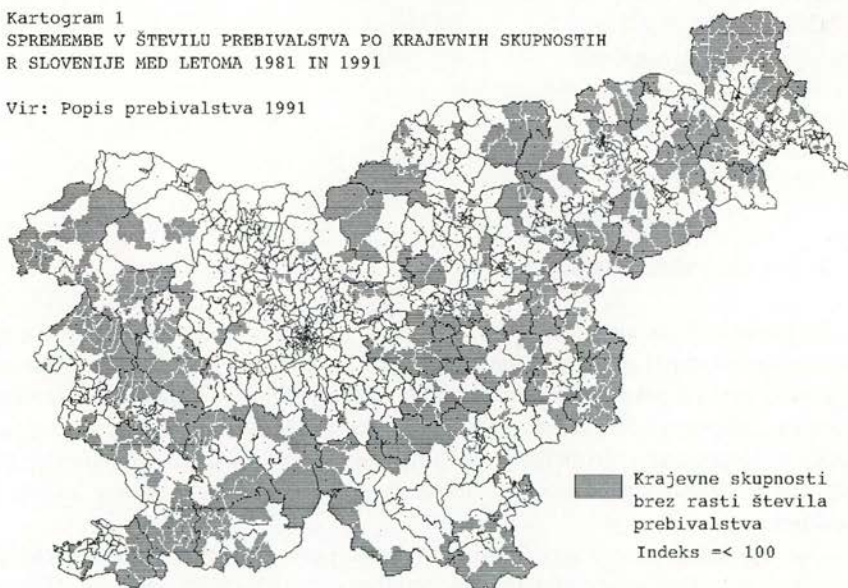 Kartogram 1
SPREMEMBE V ŠTEVILU PREBIVALSTVA PO KRAJEVNIH SKUPNOSTIH
R SLOVENIJE MED LETOMA 1981 IN 1991
Vir: Popis prebivalstva 1991
Krajevne skupnosti
brez rasti števila
prebivalstva
Indeks =< 100